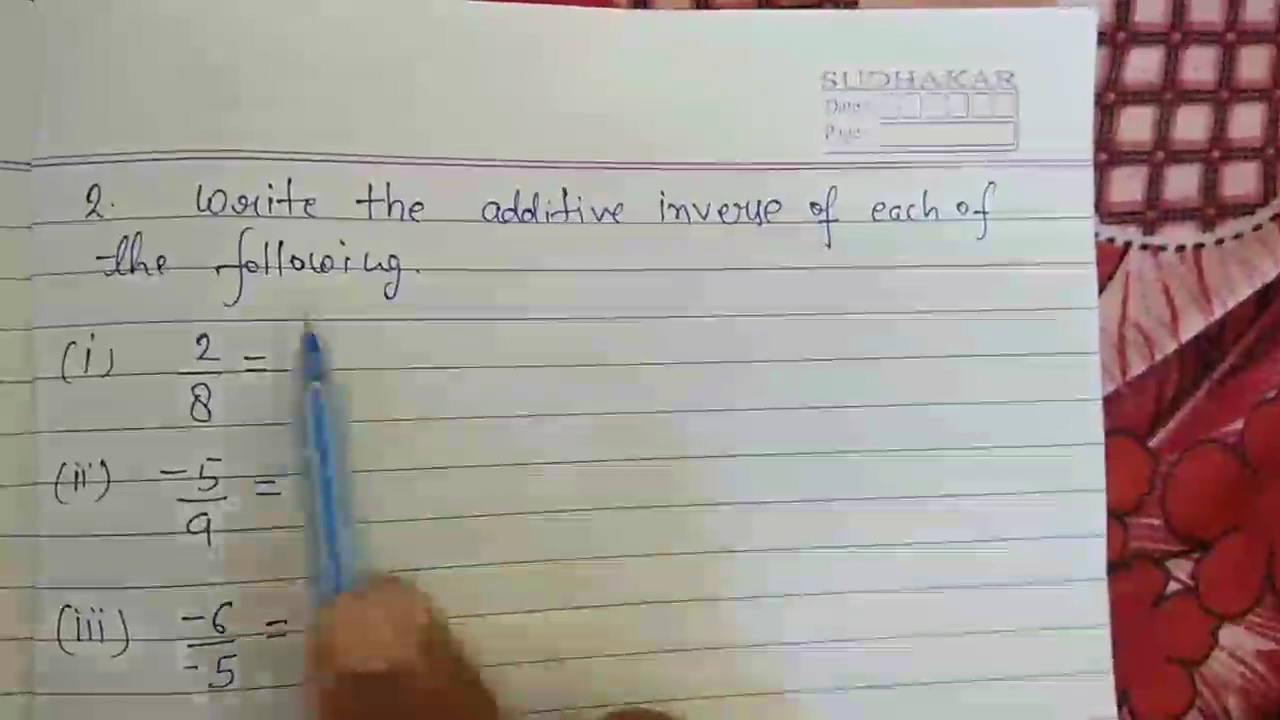 SUDHAKAR
Date:
Page:
2. Write the additive inverse of each of
the following.
(i) 2/8 =
(ii) -5/9 =
(iii) -6/-5 =